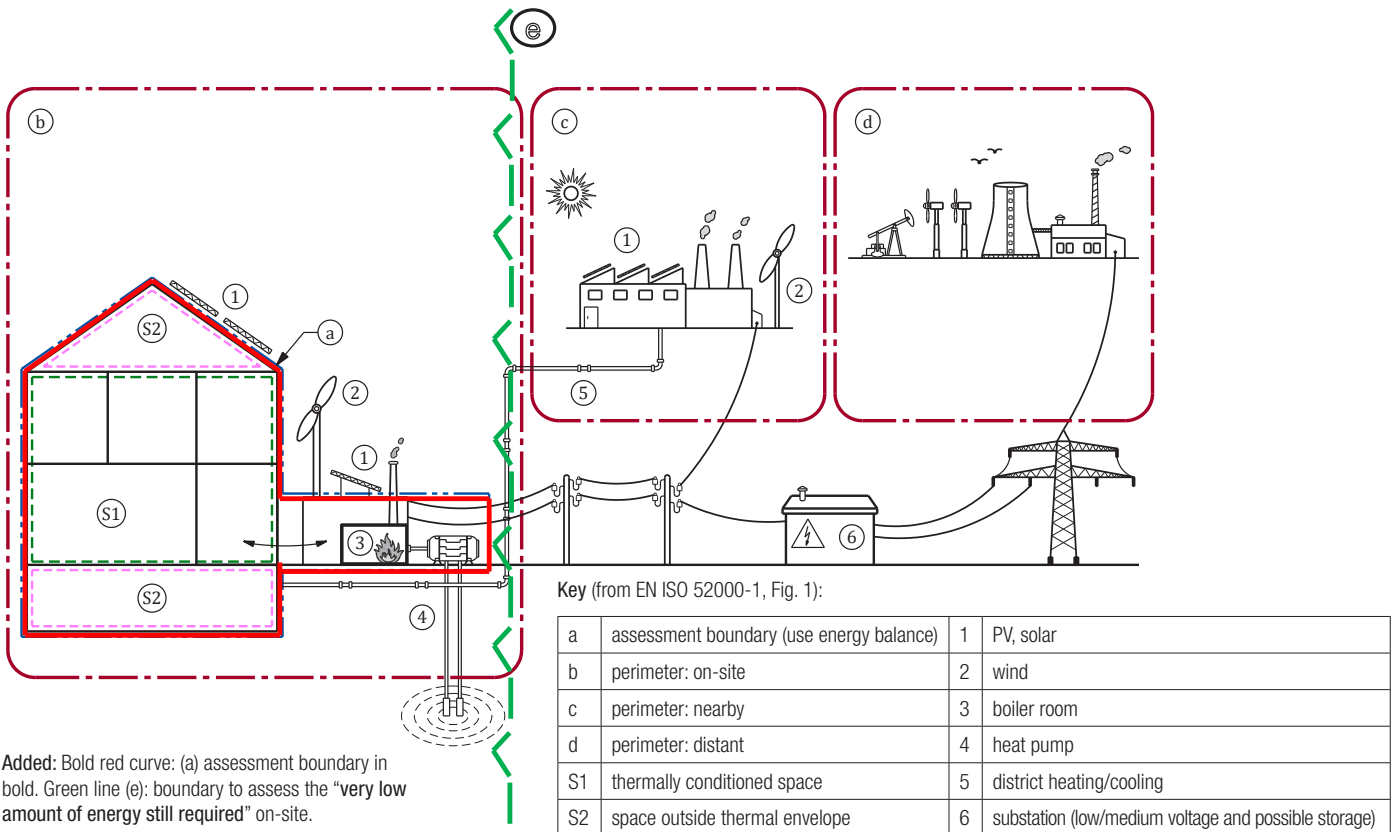 e
b
c
d
1
2
1
S2
a
5
2
1
S1
3
6
S2
4
Key (from EN ISO 52000-1, Fig. 1):
a assessment boundary (use energy balance) 1 PV, solar
b perimeter: on-site 2 wind
c perimeter: nearby 3 boiler room
d perimeter: distant 4 heat pump
S1 thermally conditioned space 5 district heating/cooling
S2 space outside thermal envelope 6 substation (low/medium voltage and possible storage)
Added: Bold red curve: (a) assessment boundary in
bold. Green line (e): boundary to assess the “very low
amount of energy still required” on-site.